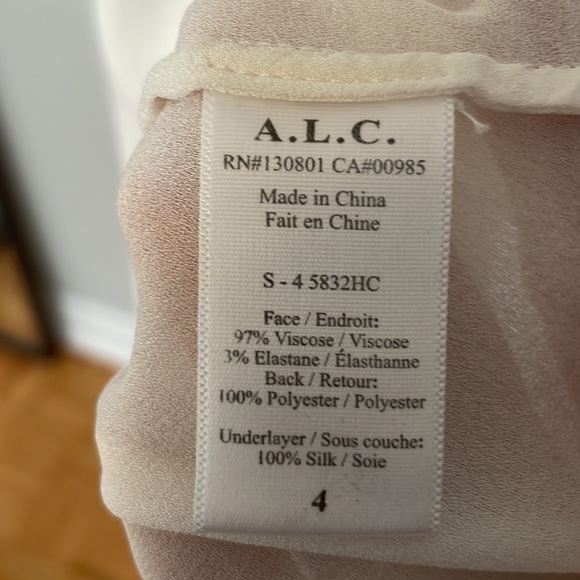 A.L.C.
RN#130801 CA#00985
Made in China
Fait en Chine
S - 4 5832HC
Face / Endroit:
97% Viscose / Viscose
3% Elastane / Élasthanne
Back / Retour:
100% Polyester / Polyester
Underlayer / Sous couche:
100% Silk / Soie
4